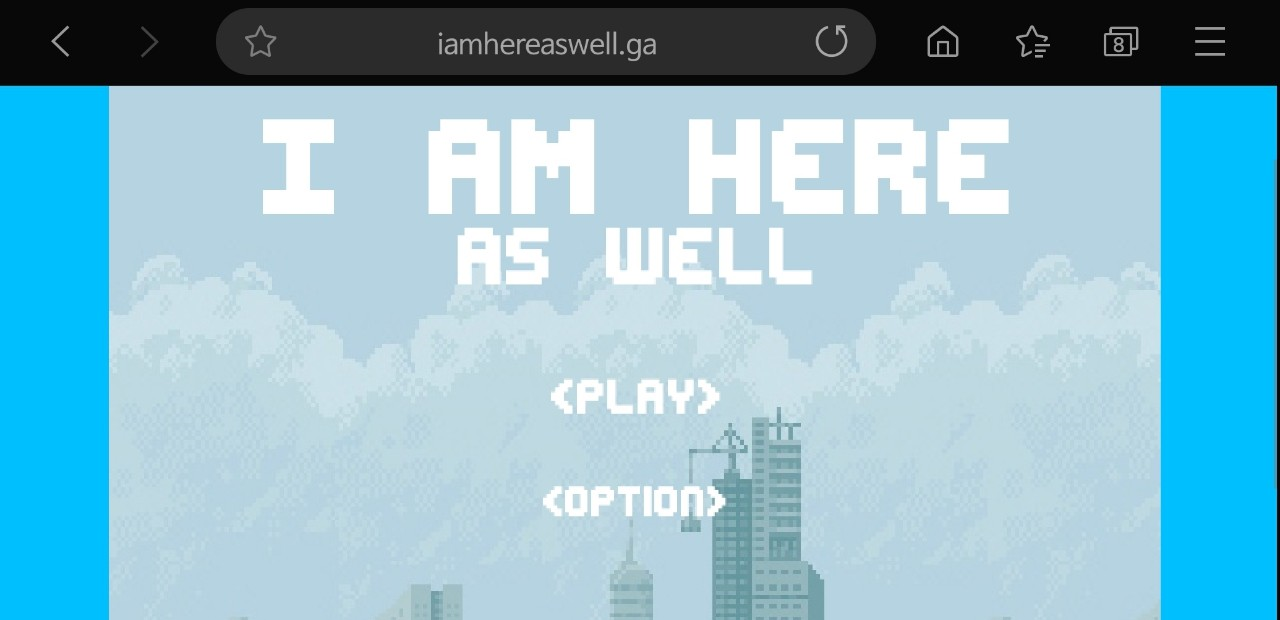 iamhereaswell.ga
8
I AM HERE
AS WELL
<PLAY>
<OPTION>